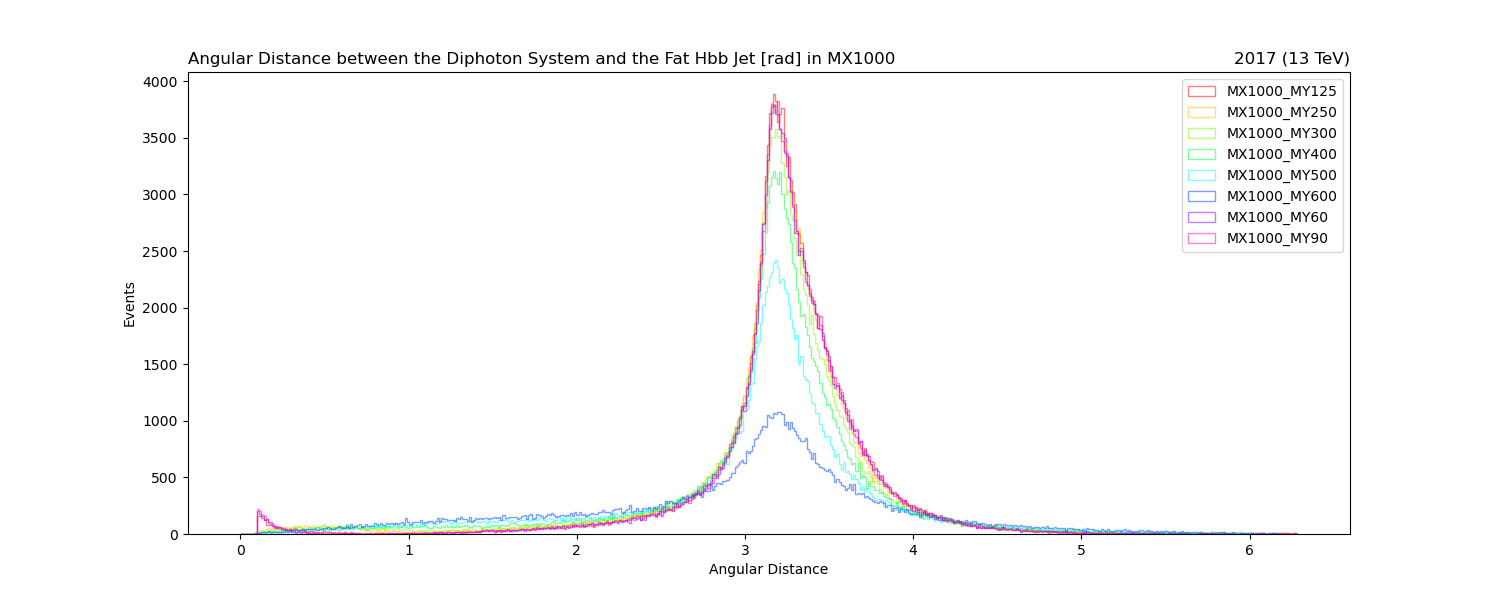 Angular Distance between the Diphoton System and the Fat Hbb Jet [rad] in MX1000
2017 (13 TeV)
4000
3500
3000
2500
2000
1500
1000
500
0
Events
MX1000_MY125
MX1000_MY250
MX1000_MY300
MX1000_MY400
MX1000_MY500
MX1000_MY600
MX1000_MY60
MX1000_MY90
0 1 2 3 4 5 6
Angular Distance